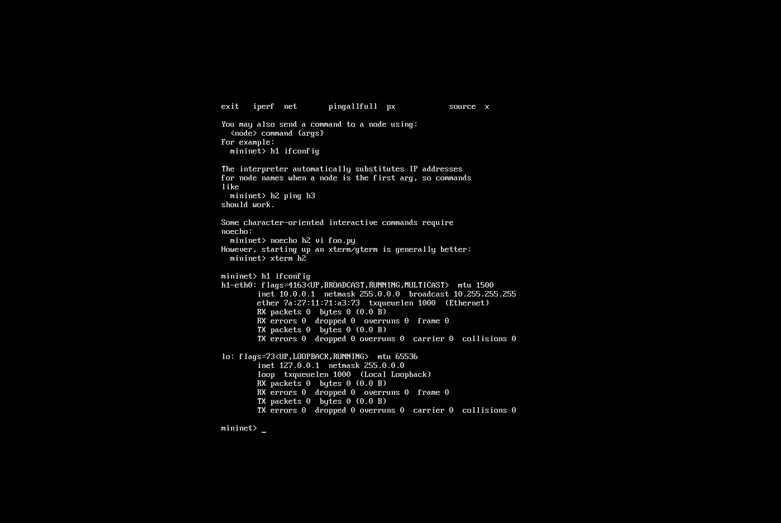 exit   iperf  net       pingallfull  px            source  x

You may also send a command to a node using:
  <node> command {args}
For example:
  mininet> h1 ifconfig

The interpreter automatically substitutes IP addresses
for node names when a node is the first arg, so commands
like
  mininet> h2 ping h3
should work.

Some character-oriented interactive commands require
noecho:
  mininet> noecho h2 vi foo.py
However, starting up an xterm/gterm is generally better:
  mininet> xterm h2

mininet> h1 ifconfig
h1-eth0: flags=4163<UP,BROADCAST,RUNNING,MULTICAST>  mtu 1500
        inet 10.0.0.1  netmask 255.0.0.0  broadcast 10.255.255.255
        ether 7a:27:11:71:a3:73  txqueuelen 1000  (Ethernet)
        RX packets 0  bytes 0 (0.0 B)
        RX errors 0  dropped 0  overruns 0  frame 0
        TX packets 0  bytes 0 (0.0 B)
        TX errors 0  dropped 0 overruns 0  carrier 0  collisions 0

lo: flags=73<UP,LOOPBACK,RUNNING>  mtu 65536
        inet 127.0.0.1  netmask 255.0.0.0
        loop  txqueuelen 1000  (Local Loopback)
        RX packets 0  bytes 0 (0.0 B)
        RX errors 0  dropped 0  overruns 0  frame 0
        TX packets 0  bytes 0 (0.0 B)
        TX errors 0  dropped 0 overruns 0  carrier 0  collisions 0

mininet> _